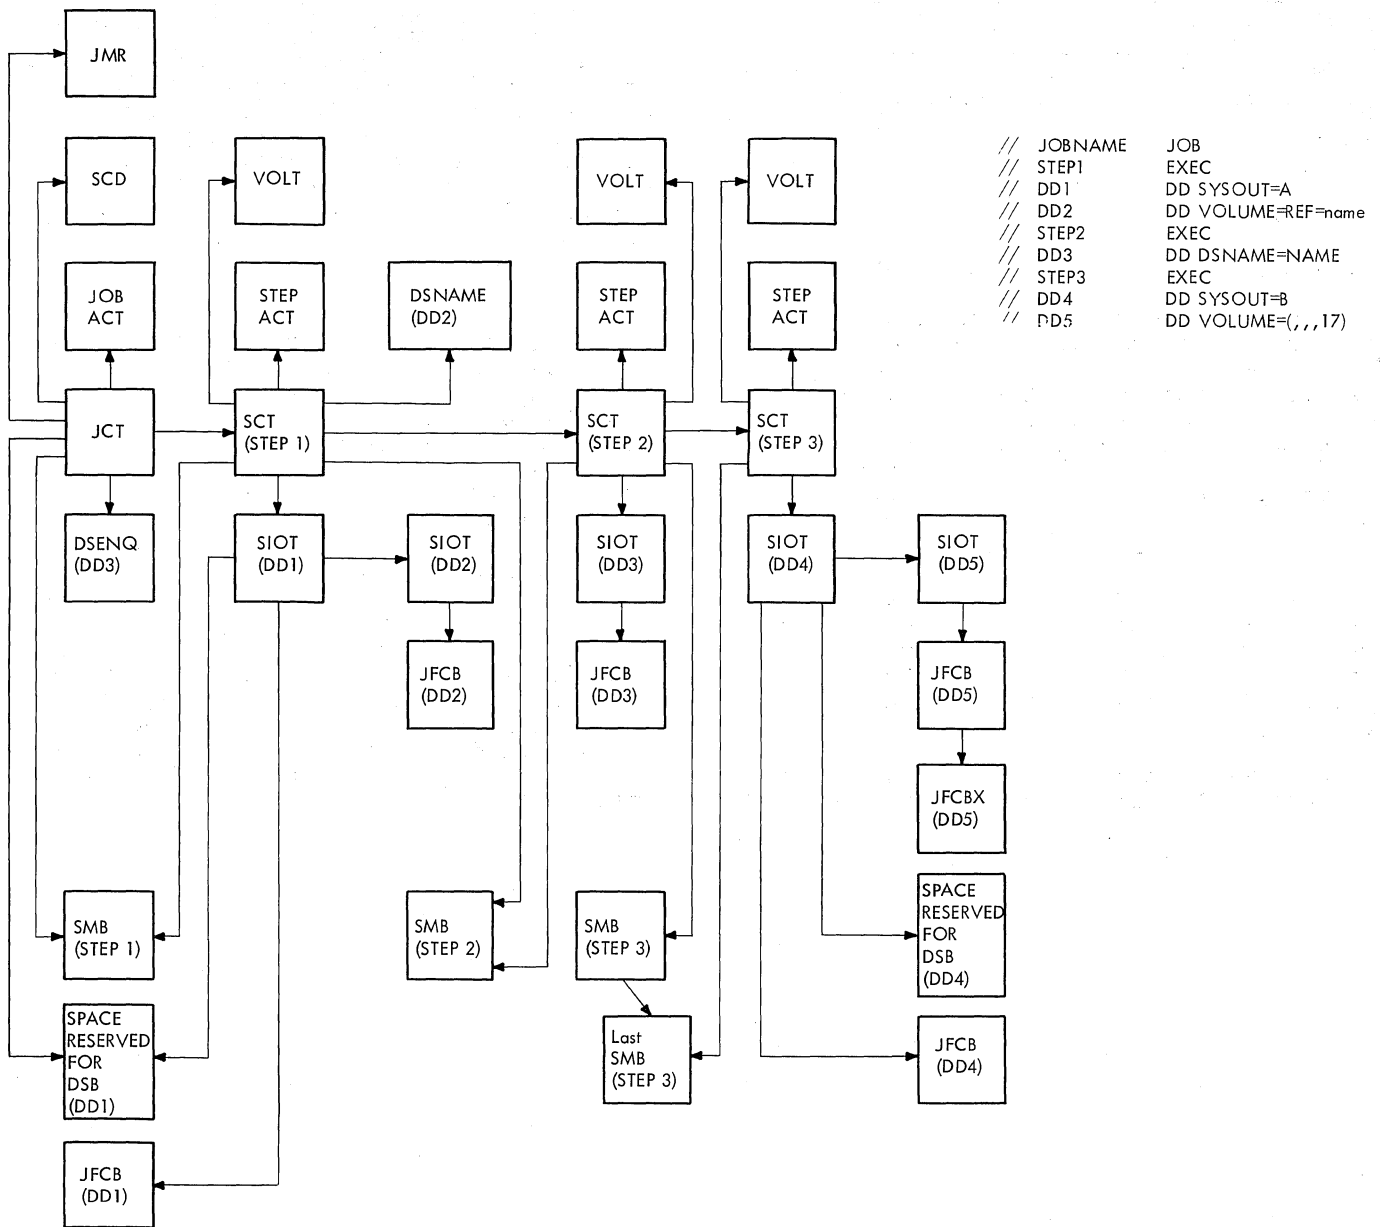 JMR
SCD
VOLT
VOLT
VOLT
// JOBNAME JOB
// STEP1 EXEC
// DD1 DD SYSOUT=A
// DD2 DD VOLUME=REF=name
// STEP2 EXEC
// DD3 DD DSNAME=NAME
// STEP3 EXEC
// DD4 DD SYSOUT=B
// DD5 DD VOLUME=(,,,17)
JOB
ACT
STEP
ACT
DSNAME
(DD2)
STEP
ACT
STEP
ACT
JCT
SCT
(STEP 1)
SCT
(STEP 2)
SCT
(STEP 3)
DSENQ
(DD3)
SIOT
(DD1)
SIOT
(DD2)
SIOT
(DD3)
SIOT
(DD4)
SIOT
(DD5)
JFCB
(DD2)
JFCB
(DD3)
JFCB
(DD5)
JFCBX
(DD5)
SMB
(STEP 1)
SMB
(STEP 2)
SMB
(STEP 3)
SPACE
RESERVED
FOR
DSB
(DD4)
SPACE
RESERVED
FOR
DSB
(DD1)
Last
SMB
(STEP 3)
JFCB
(DD4)
JFCB
(DD1)